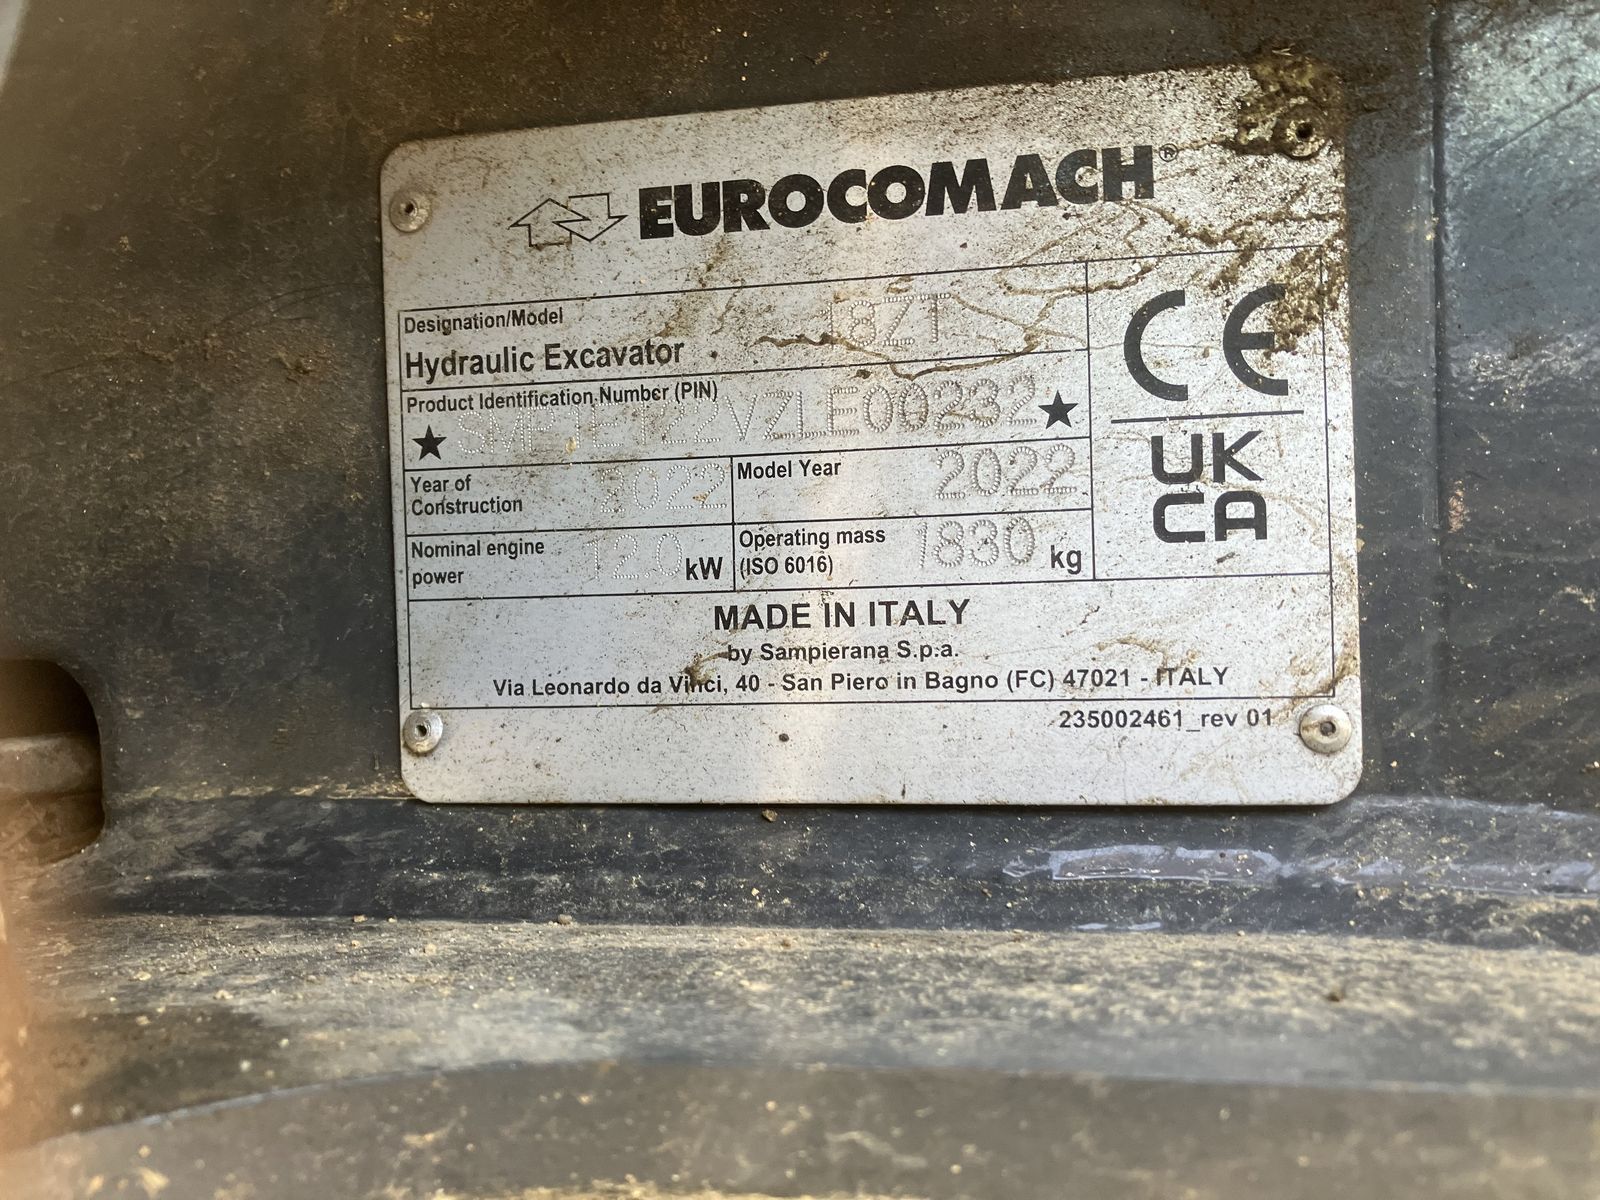 EUROCOMACH®
Designation/Model
Hydraulic Excavator 18ZT
Product Identification Number (PIN)
Year of Construction 2022
Model Year 2022
Nominal engine power 12.0 kW
Operating mass (ISO 6016) 1830 kg
CE
UK
CA
MADE IN ITALY
by Sampierana S.p.a.
Via Leonardo da Vinci, 40 - San Piero in Bagno (FC) 47021 - ITALY
235002461_rev 01